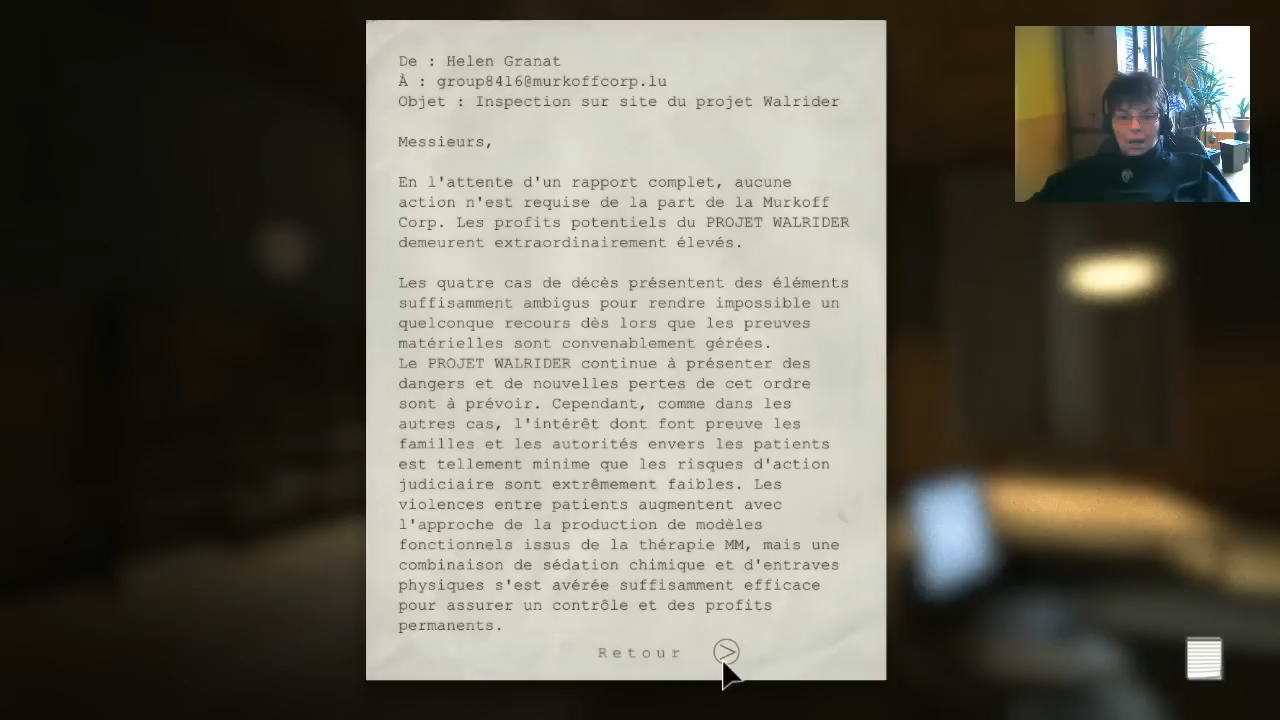 De : Helen Granat
À : group8416@murkoffcorp.lu
Objet : Inspection sur site du projet Walrider
Messieurs,
En l'attente d'un rapport complet, aucune
action n'est requise de la part de la Murkoff
Corp. Les profits potentiels du PROJET WALRIDER
demeurent extraordinairement élevés.
Les quatre cas de décès présentent des éléments
suffisamment ambigus pour rendre impossible un
quelconque recours dès lors que les preuves
matérielles sont convenablement gérées.
Le PROJET WALRIDER continue à présenter des
dangers et de nouvelles pertes de cet ordre
sont à prévoir. Cependant, comme dans les
autres cas, l'intérêt dont font preuve les
familles et les autorités envers les patients
est tellement minime que les risques d'action
judiciaire sont extrêmement faibles. Les
violences entre patients augmentent avec
l'approche de la production de modèles
fonctionnels issus de la thérapie MM, mais une
combinaison de sédation chimique et d'entraves
physiques s'est avérée suffisamment efficace
pour assurer un contrôle et des profits
permanents.
Retour >